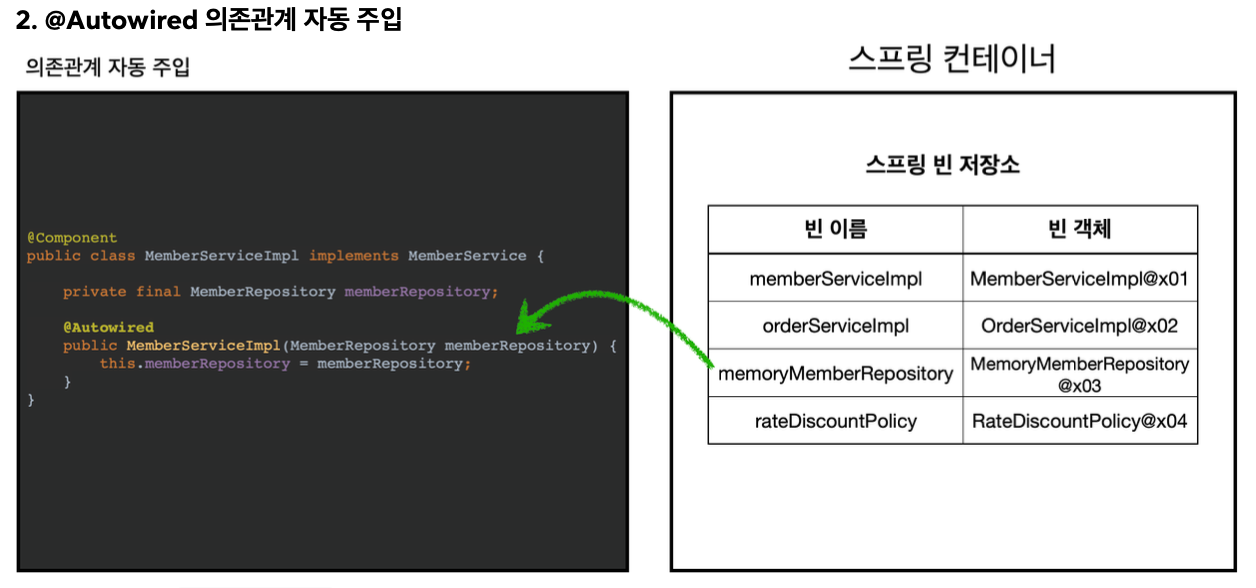 2. @Autowired 의존관계 자동 주입
의존관계 자동 주입
@Component
public class MemberServiceImpl implements MemberService {
private final MemberRepository memberRepository;
@Autowired
public MemberServiceImpl(MemberRepository memberRepository) {
this.memberRepository = memberRepository;
}
}
스프링 컨테이너
스프링 빈 저장소
빈 이름 빈 객체
memberServiceImpl MemberServiceImpl@x01
orderServiceImpl OrderServiceImpl@x02
memoryMemberRepository MemoryMemberRepository
@x03
rateDiscountPolicy RateDiscountPolicy@x04